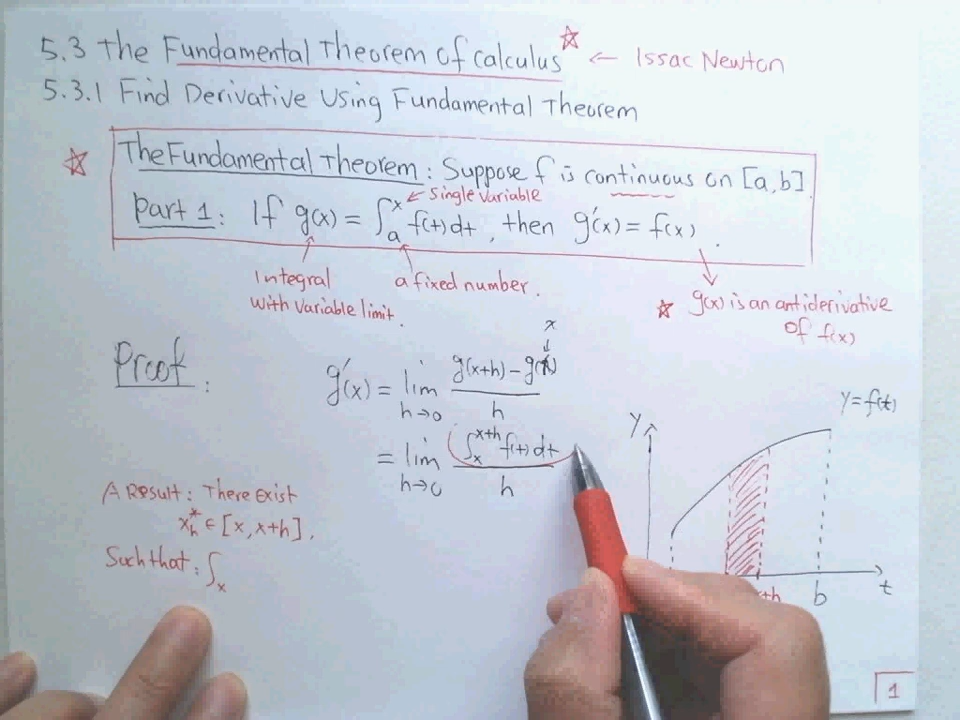 5.3 The Fundamental Theorem of Calculus ☆ ← Issac Newton
5.3.1 Find Derivative Using Fundamental Theorem
☆ The Fundamental Theorem: Suppose f is continuous on [a,b]
← Single Variable
Part 1: If g(x) = ∫ₐˣ f(t)dt, then g'(x) = f(x).
Integral
with variable limit.
a fixed number.
☆ g(x) is an antiderivative
of f(x)
Proof:
x
g'(x) = lim h→0 (g(x+h) - g(x))/h
= lim h→0 (∫ₓˣ⁺ʰ f(t)dt)/h
A Result: There exist
xₕ* ∈ [x, x+h],
Such that: ∫ₓ
y
y=f(t)
b
t
1